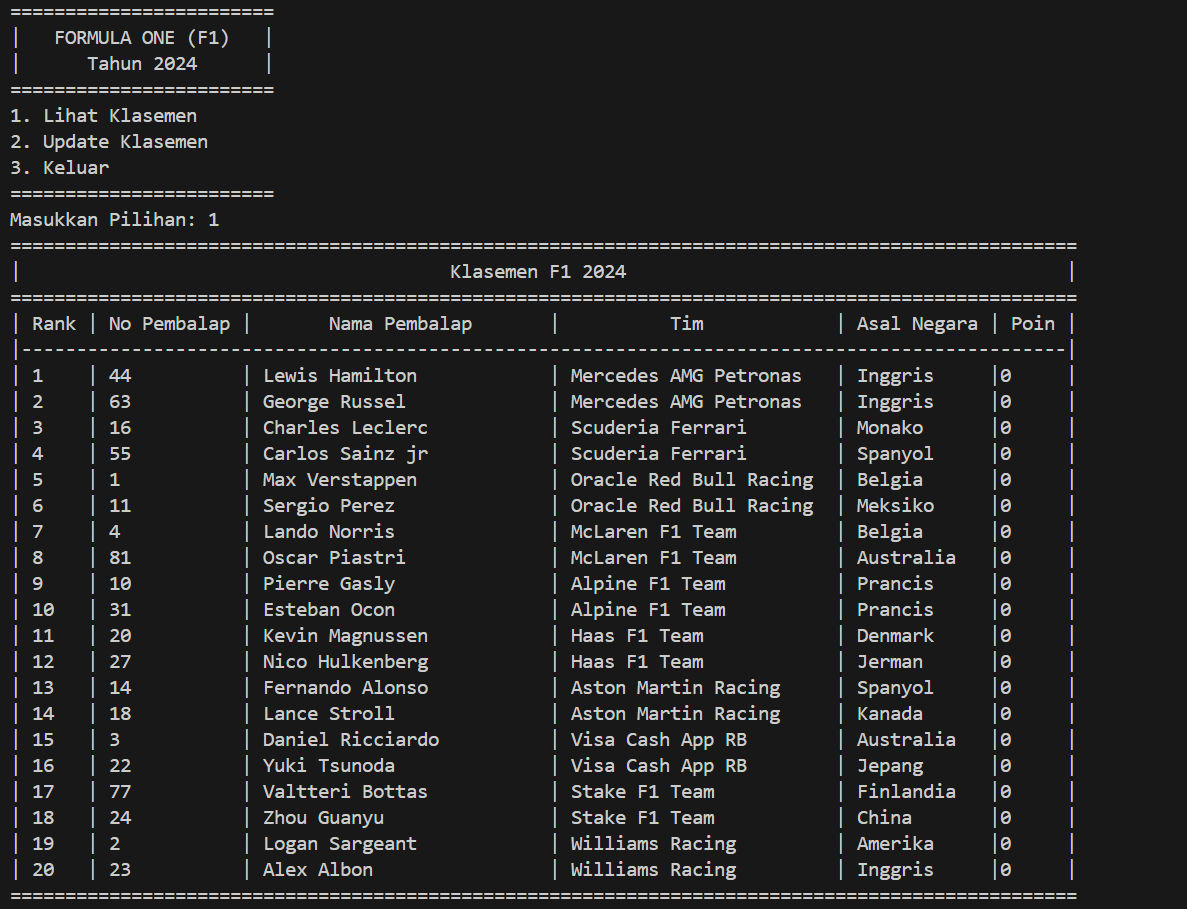 ========================
|   FORMULA ONE (F1)   |
|      Tahun 2024      |
========================
1. Lihat Klasemen
2. Update Klasemen
3. Keluar
========================
Masukkan Pilihan: 1
=================================================================================================
|                                       Klasemen F1 2024                                        |
=================================================================================================
| Rank | No Pembalap |       Nama Pembalap       |          Tim            | Asal Negara | Poin |
|-----------------------------------------------------------------------------------------------|
| 1    | 44          | Lewis Hamilton            | Mercedes AMG Petronas   | Inggris     |0     |
| 2    | 63          | George Russel             | Mercedes AMG Petronas   | Inggris     |0     |
| 3    | 16          | Charles Leclerc           | Scuderia Ferrari        | Monako      |0     |
| 4    | 55          | Carlos Sainz jr           | Scuderia Ferrari        | Spanyol     |0     |
| 5    | 1           | Max Verstappen            | Oracle Red Bull Racing  | Belgia      |0     |
| 6    | 11          | Sergio Perez              | Oracle Red Bull Racing  | Meksiko     |0     |
| 7    | 4           | Lando Norris              | McLaren F1 Team         | Belgia      |0     |
| 8    | 81          | Oscar Piastri             | McLaren F1 Team         | Australia   |0     |
| 9    | 10          | Pierre Gasly              | Alpine F1 Team          | Prancis     |0     |
| 10   | 31          | Esteban Ocon              | Alpine F1 Team          | Prancis     |0     |
| 11   | 20          | Kevin Magnussen           | Haas F1 Team            | Denmark     |0     |
| 12   | 27          | Nico Hulkenberg           | Haas F1 Team            | Jerman      |0     |
| 13   | 14          | Fernando Alonso           | Aston Martin Racing     | Spanyol     |0     |
| 14   | 18          | Lance Stroll              | Aston Martin Racing     | Kanada      |0     |
| 15   | 3           | Daniel Ricciardo          | Visa Cash App RB        | Australia   |0     |
| 16   | 22          | Yuki Tsunoda              | Visa Cash App RB        | Jepang      |0     |
| 17   | 77          | Valtteri Bottas           | Stake F1 Team           | Finlandia   |0     |
| 18   | 24          | Zhou Guanyu               | Stake F1 Team           | China       |0     |
| 19   | 2           | Logan Sargeant            | Williams Racing         | Amerika     |0     |
| 20   | 23          | Alex Albon                | Williams Racing         | Inggris     |0     |
=================================================================================================